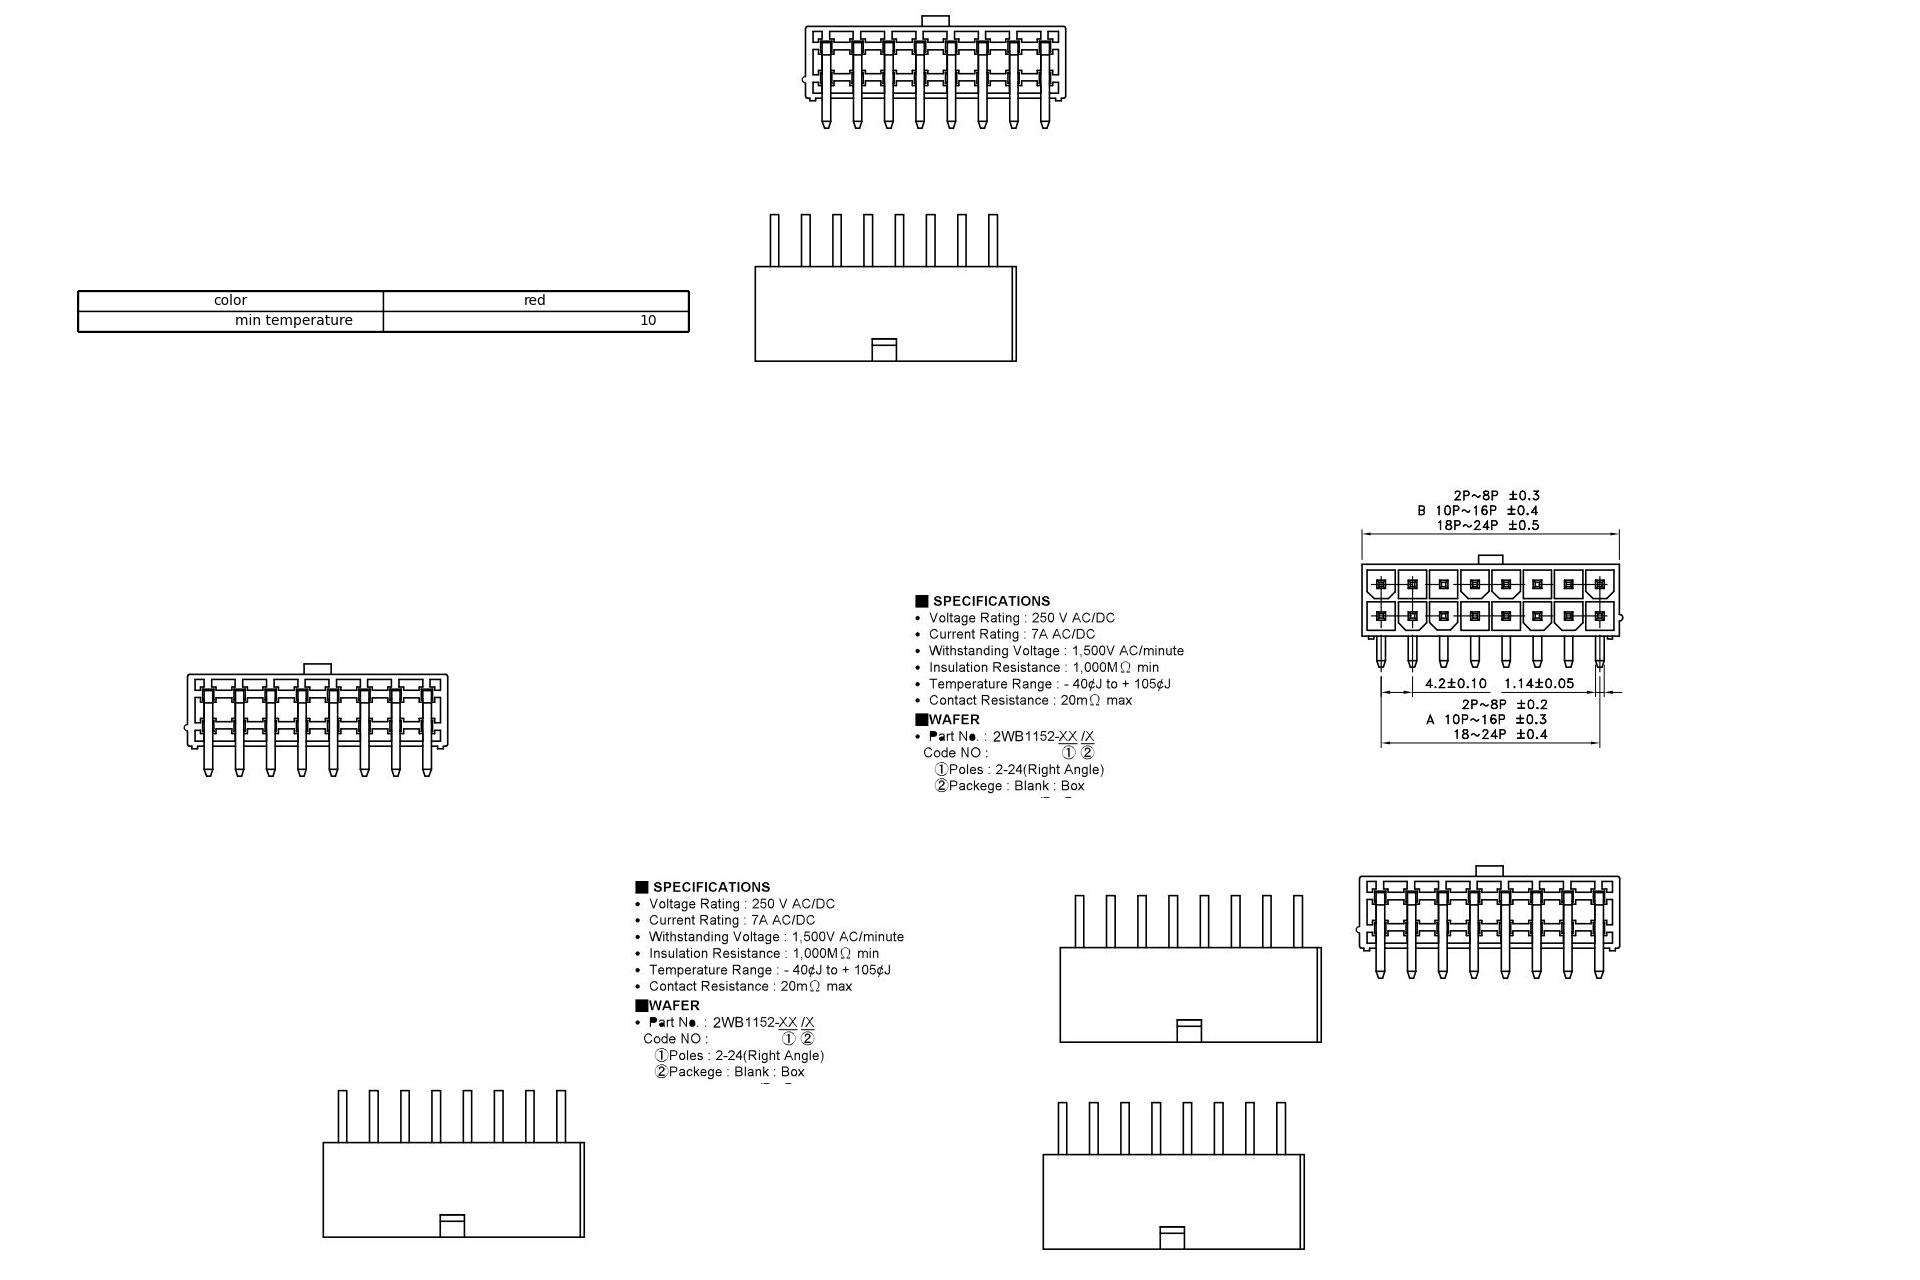 color red
min temperature 10
2P~8P ±0.3
B 10P~16P ±0.4
18P~24P ±0.5
■ SPECIFICATIONS
• Voltage Rating : 250 V AC/DC
• Current Rating : 7A AC/DC
• Withstanding Voltage : 1,500V AC/minute
• Insulation Resistance : 1,000MΩ min
• Temperature Range : - 40¢J to + 105¢J
• Contact Resistance : 20mΩ max
■WAFER
• Part No. : 2WB1152-XX /X
Code NO : ① ②
①Poles : 2-24(Right Angle)
②Packege : Blank : Box
4.2±0.10 1.14±0.05
2P~8P ±0.2
A 10P~16P ±0.3
18~24P ±0.4
■ SPECIFICATIONS
• Voltage Rating : 250 V AC/DC
• Current Rating : 7A AC/DC
• Withstanding Voltage : 1,500V AC/minute
• Insulation Resistance : 1,000MΩ min
• Temperature Range : - 40¢J to + 105¢J
• Contact Resistance : 20mΩ max
■WAFER
• Part No. : 2WB1152-XX /X
Code NO : ① ②
①Poles : 2-24(Right Angle)
②Packege : Blank : Box